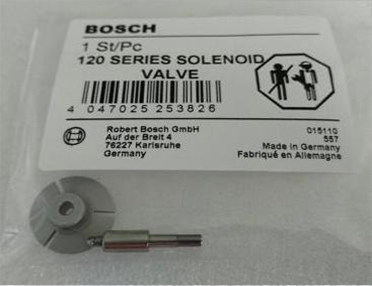 BOSCH
1 St/Pc
120 SERIES SOLENOID
VALVE
4 047025 253826
Robert Bosch GmbH
Auf der Breit 4
76227 Karlsruhe
Germany
015110
557
Made in Germany
Fabriqué en Allemagne